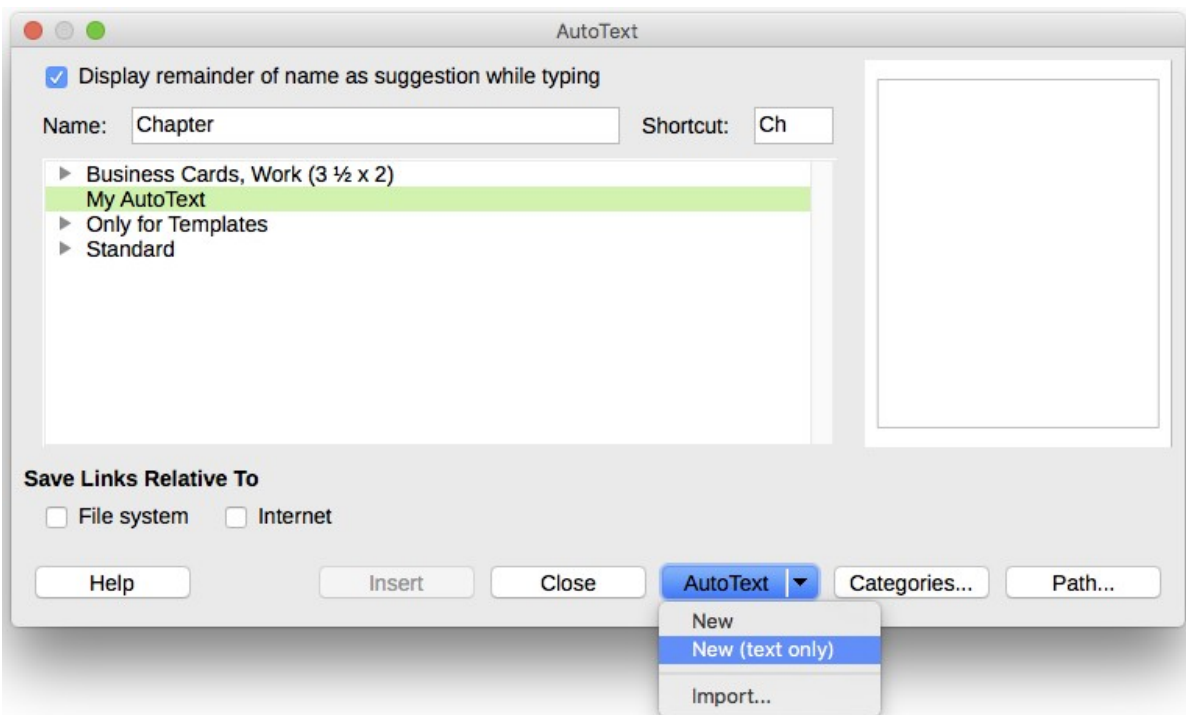 AutoText
Display remainder of name as suggestion while typing
Name: Chapter Shortcut: Ch
Business Cards, Work (3 ½ x 2)
My AutoText
Only for Templates
Standard
Save Links Relative To
File system Internet
Help Insert Close AutoText Categories... Path...
New
New (text only)
Import...